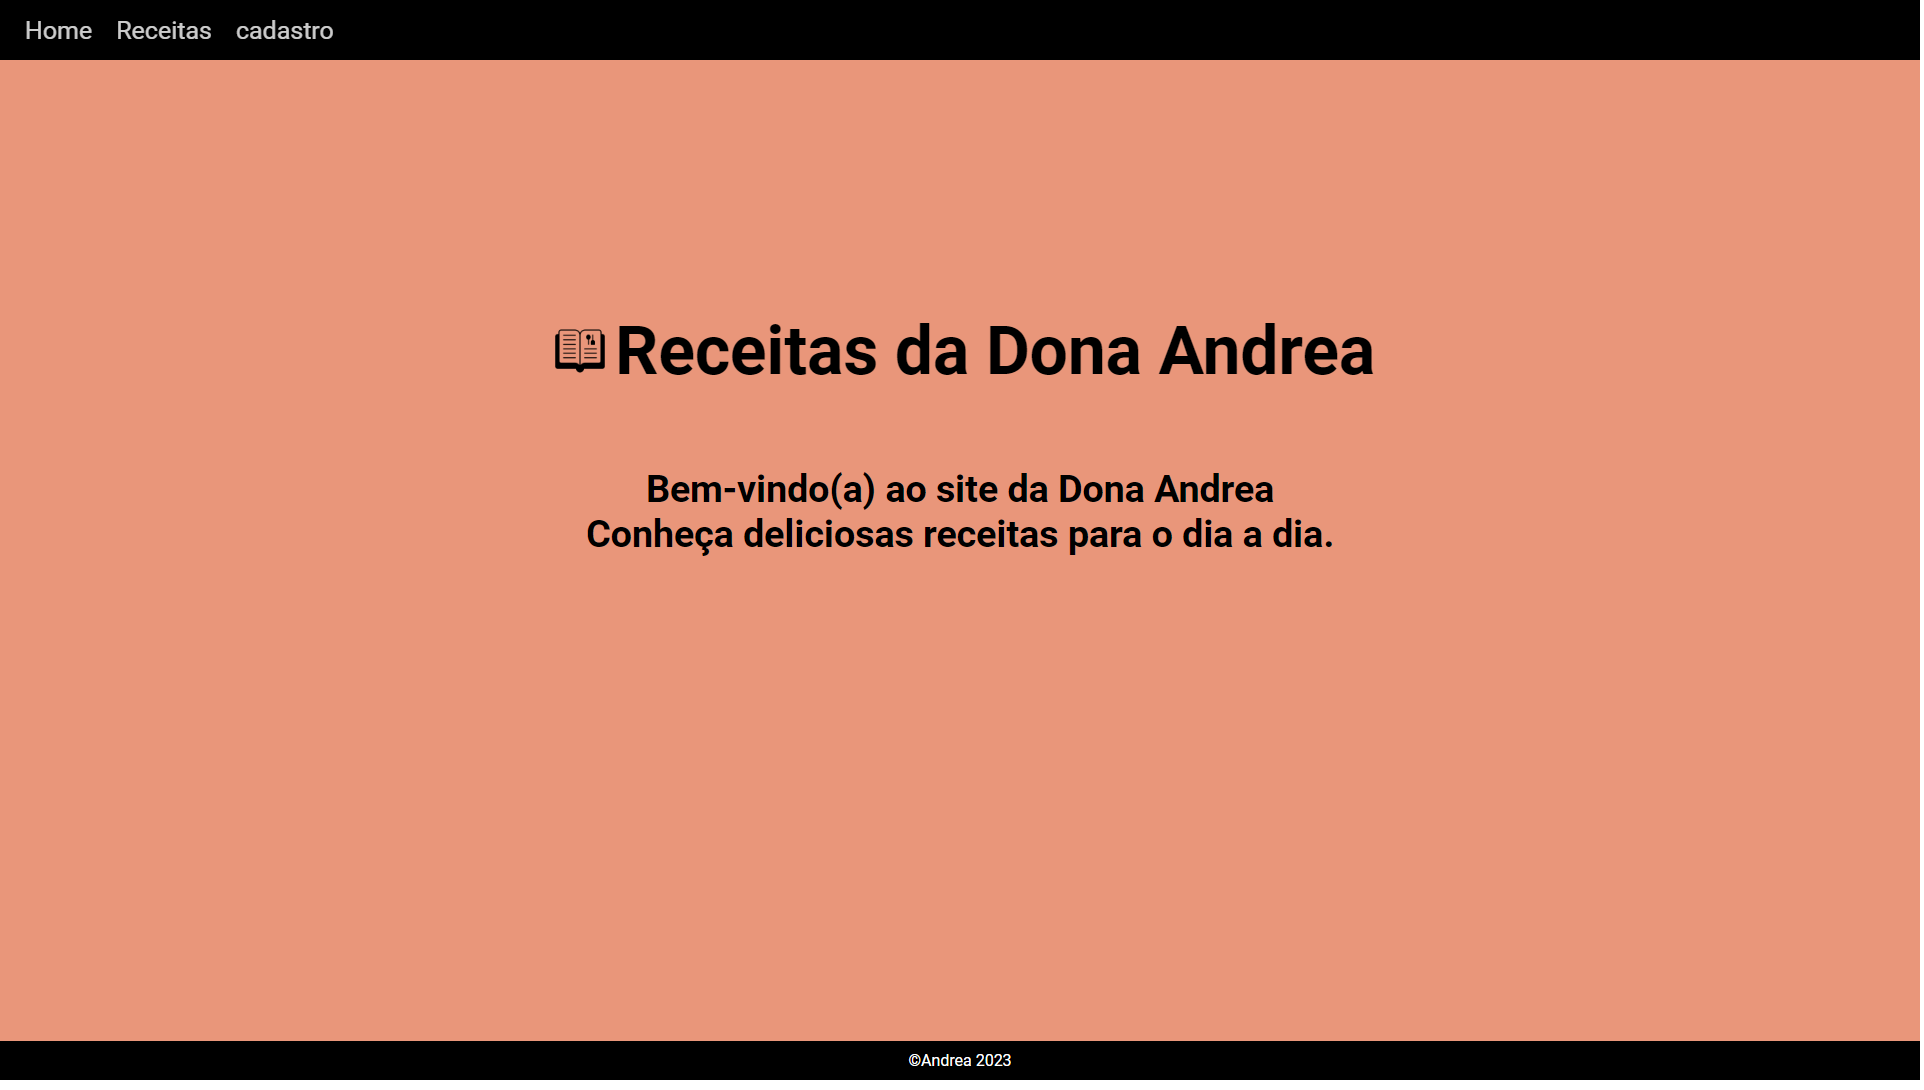 Home Receitas cadastro
Receitas da Dona Andrea
Bem-vindo(a) ao site da Dona Andrea
Conheça deliciosas receitas para o dia a dia.
©Andrea 2023